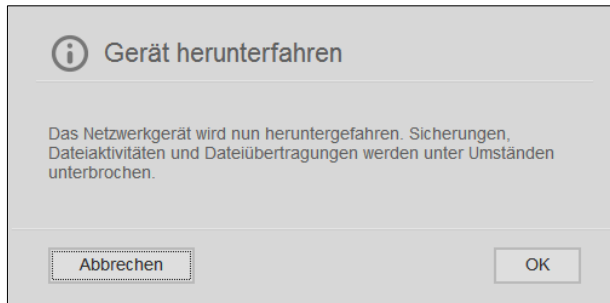 Gerät herunterfahren
Das Netzwerkgerät wird nun heruntergefahren. Sicherungen,
Dateiaktivitäten und Dateiübertragungen werden unter Umständen
unterbrochen.
Abbrechen
OK